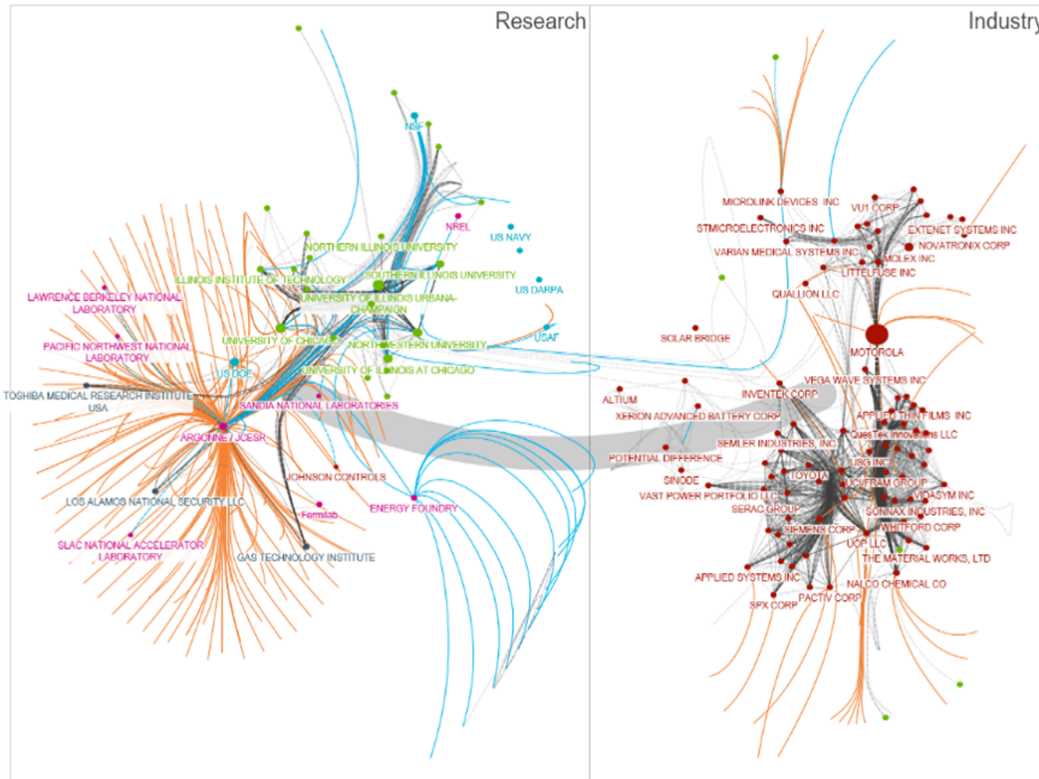 Research
Industry
NSF
NREL
US NAVY
NORTHERN ILLINOIS UNIVERSITY
ILLINOIS INSTITUTE OF TECHNOLOGY
SOUTHERN ILLINOIS UNIVERSITY
US DARPA
LAWRENCE BERKELEY NATIONAL
LABORATORY
UNIVERSITY OF ILLINOIS URBANA-
CHAMPAIGN
UNIVERSITY OF CHICAGO
NORTHWESTERN UNIVERSITY
USAF
PACIFIC NORTHWEST NATIONAL
LABORATORY
US DOE
UNIVERSITY OF ILLINOIS AT CHICAGO
TOSHIBA MEDICAL RESEARCH INSTITUTE
USA
SANDIA NATIONAL LABORATORIES
ARGONNE / JCESR
JOHNSON CONTROLS
LOS ALAMOS NATIONAL SECURITY LLC
ENERGY FOUNDRY
Fermilab
SLAC NATIONAL ACCELERATOR
LABORATORY
GAS TECHNOLOGY INSTITUTE
MICROLINK DEVICES INC
VU1 CORP
STMICROELECTRONICS INC
EXTENET SYSTEMS INC
VARIAN MEDICAL SYSTEMS INC
NOVATRONIX CORP
MOLEX INC
LITTELFUSE INC
QUALLION LLC
SOLAR BRIDGE
MOTOROLA
VEGA WAVE SYSTEMS INC
INVENTEK CORP
ALTIUM
XERION ADVANCED BATTERY CORP
APPLIED THIN FILMS INC
QuesTek Innovations LLC
SEMLER INDUSTRIES, INC
POTENTIAL DIFFERENCE
USG INC
TOYOTA
SINODE
UCI/FRAM GROUP
VAST POWER PORTFOLIO LLC
VIDASYM INC
SERAC GROUP
SONNAX INDUSTRIES, INC
SIEMENS CORP
WHITFORD CORP
UOP LLC
THE MATERIAL WORKS, LTD
APPLIED SYSTEMS INC
NALCO CHEMICAL CO
PACTIV CORP
SPX CORP